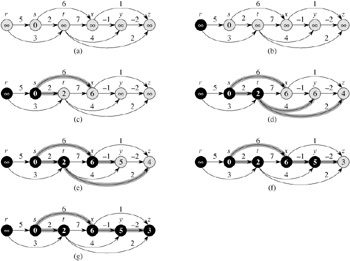 6 1
r s t x y z
∞ 5 0 2 ∞ 7 ∞ –1 ∞ –2 ∞
3 4 2
(a)
6 1
r s t x y z
∞ 5 0 2 ∞ 7 ∞ –1 ∞ –2 ∞
3 4 2
(b)
6 1
r s t x y z
∞ 5 0 2 2 7 6 –1 ∞ –2 ∞
3 4 2
(c)
6 1
r s t x y z
∞ 5 0 2 2 7 6 –1 6 –2 4
3 4 2
(d)
6 1
r s t x y z
∞ 5 0 2 2 7 6 –1 5 –2 4
3 4 2
(e)
6 1
r s t x y z
∞ 5 0 2 2 7 6 –1 5 –2 3
3 4 2
(f)
6 1
r s t x y z
∞ 5 0 2 2 7 6 –1 5 –2 3
3 4 2
(g)